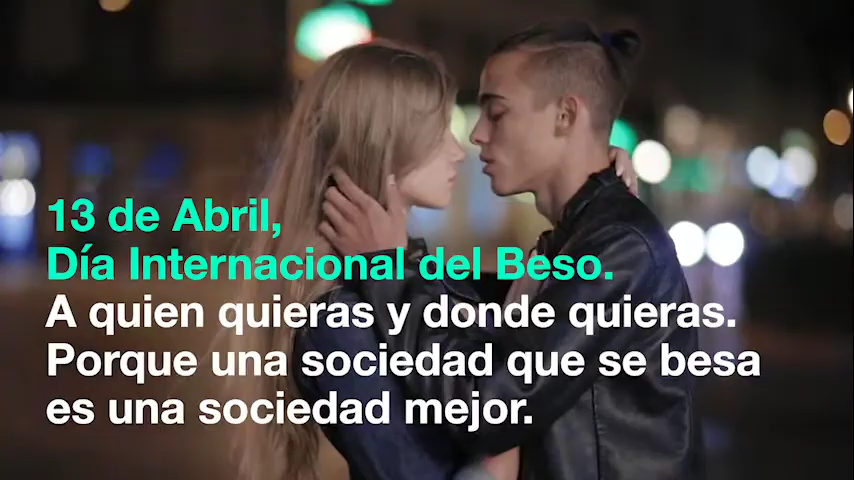 13 de Abril,
Día Internacional del Beso.
A quien quieras y donde quieras.
Porque una sociedad que se besa
es una sociedad mejor.